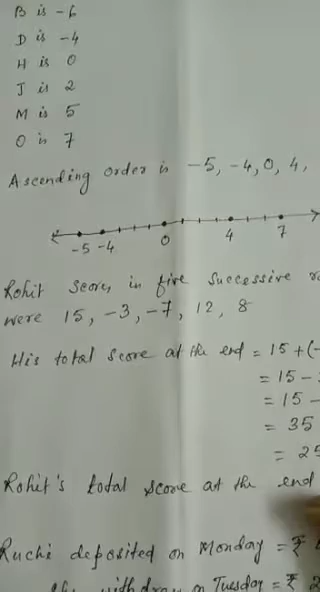 B is -6
D is -4
H is 0
J is 2
M is 5
O is 7
Ascending order is -5, -4, 0, 4,
-5 -4 0 4 7
Rohit Scores in five Successive
were 15, -3, -7, 12, 8
His total Score at the end = 15 + (-
= 15 -
= 15 -
= 35
= 25
Rohit's total score at the end
Ruchi deposited on Monday = ₹
withdraw on Tuesday = ₹ 2